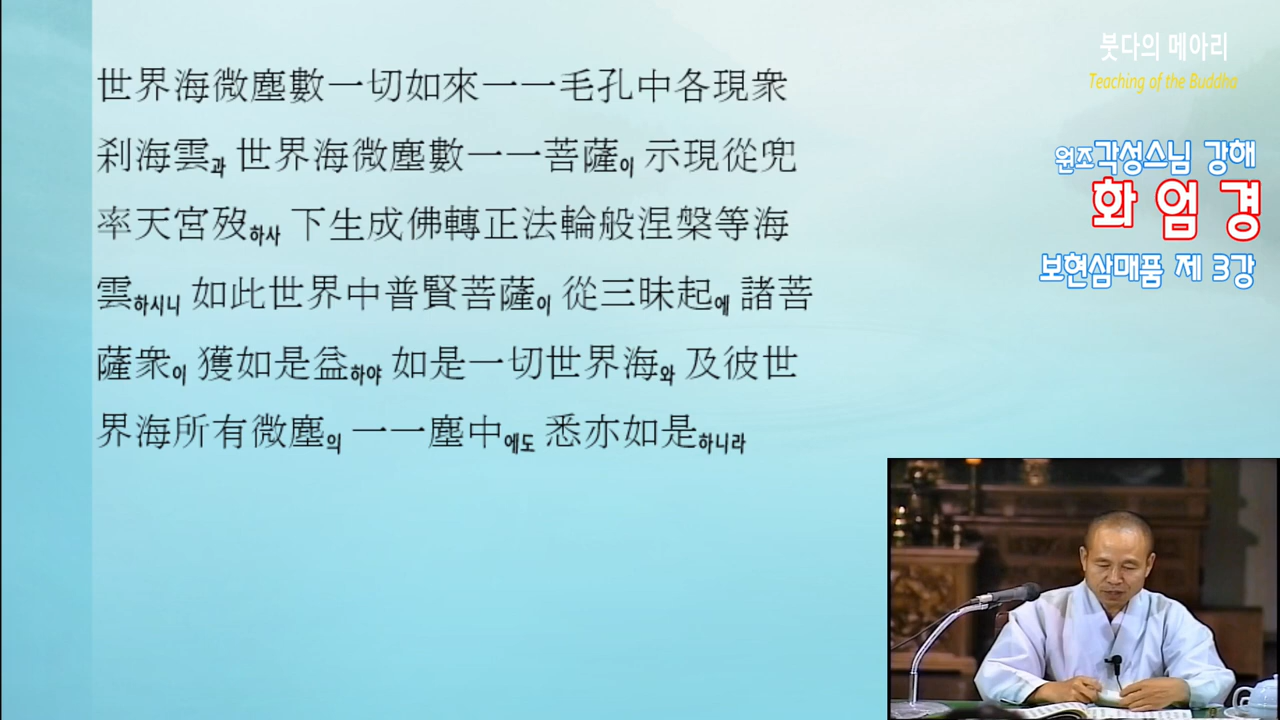 世界海微塵數一切如來一一毛孔中各現衆
刹海雲과 世界海微塵數一一菩薩이 示現從兜
率天宮歿하사 下生成佛轉正法輪般涅槃等海
雲하시니 如此世界中普賢菩薩이 從三昧起에 諸菩
薩衆이 獲如是益하야 如是一切世界海와 及彼世
界海所有微塵의 一一塵中에도 悉亦如是하니라
붓다의 메아리
Teaching of the Buddha
원조각성스님 강해
화엄경
보현삼매품 제 3강